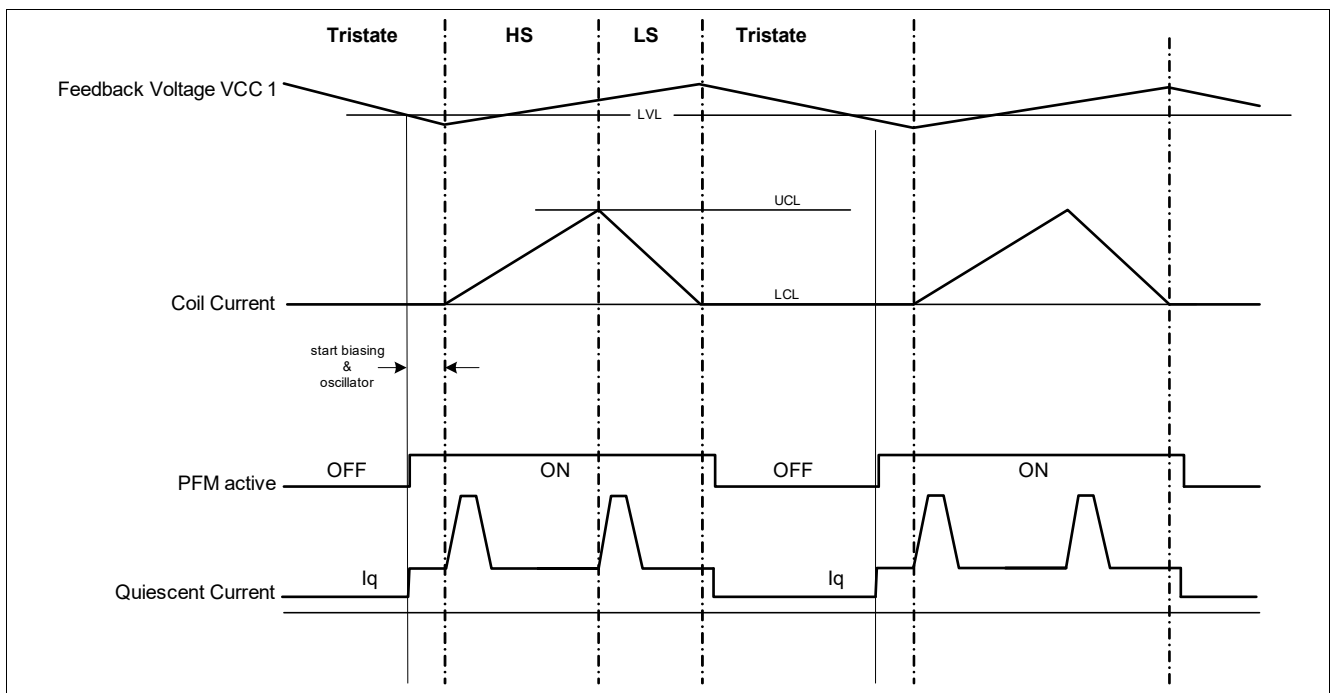 Tristate HS LS Tristate
Feedback Voltage VCC 1
LVL
UCL
Coil Current
LCL
start biasing
&
oscillator
PFM active
OFF ON OFF ON
Quiescent Current
Iq Iq